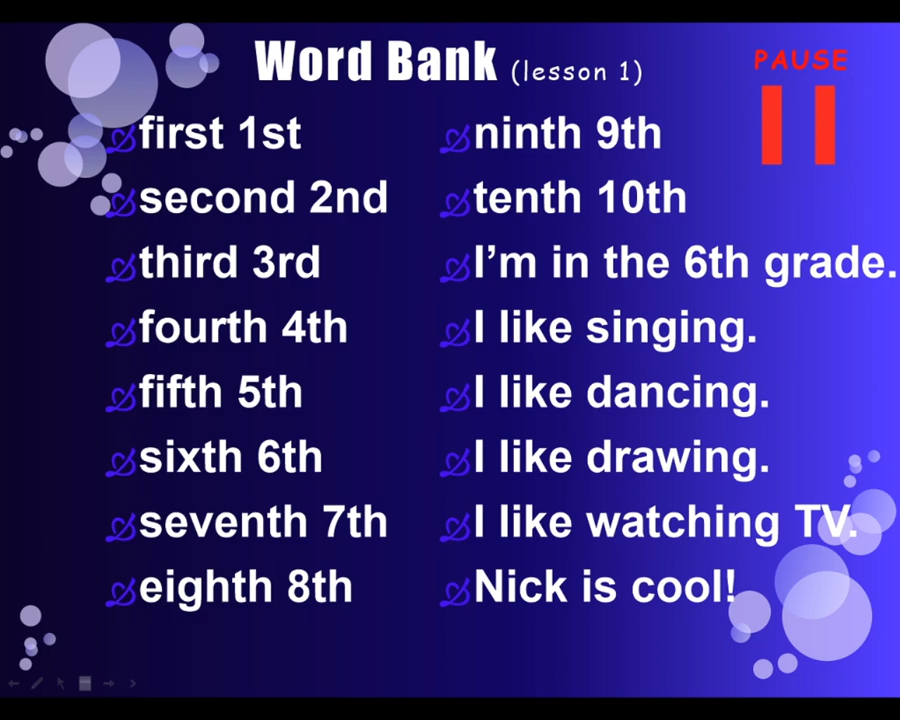 Word Bank (lesson 1)
PAUSE
first 1st
second 2nd
third 3rd
fourth 4th
fifth 5th
sixth 6th
seventh 7th
eighth 8th
ninth 9th
tenth 10th
I’m in the 6th grade.
I like singing.
I like dancing.
I like drawing.
I like watching TV.
Nick is cool!